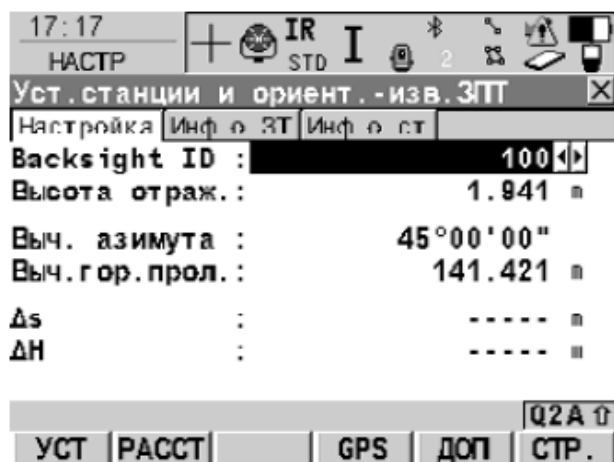 17:17
НАСТР
IR
STD
I
2
Уст.станции и ориент.-изв.ЗПТ
Настройка Инф о ЗТ Инф о ст
Backsight ID : 100
Высота отраж.: 1.941 m
Выч. азимута : 45°00'00"
Выч.гор.прол.: 141.421 m
Δs : ----- m
ΔH : ----- m
Q2A
УСТ РАССТ GPS ДОП СТР.